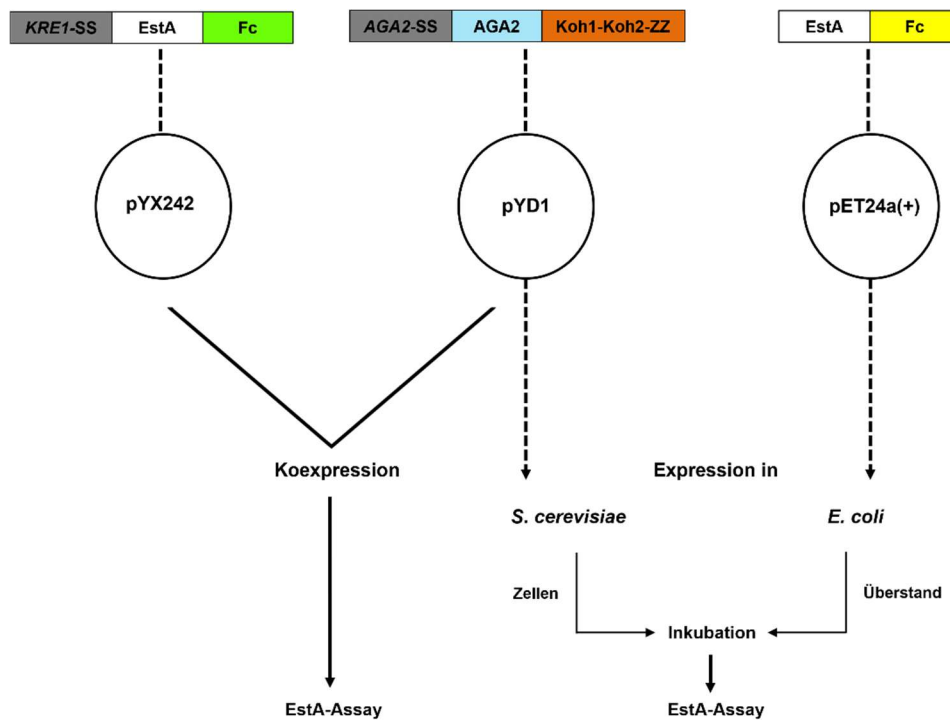 KRE1-SS EstA Fc AGA2-SS AGA2 Koh1-Koh2-ZZ EstA Fc
pYX242 pYD1 pET24a(+)
Koexpression Expression in
S. cerevisiae E. coli
Zellen Überstand
Inkubation
EstA-Assay EstA-Assay